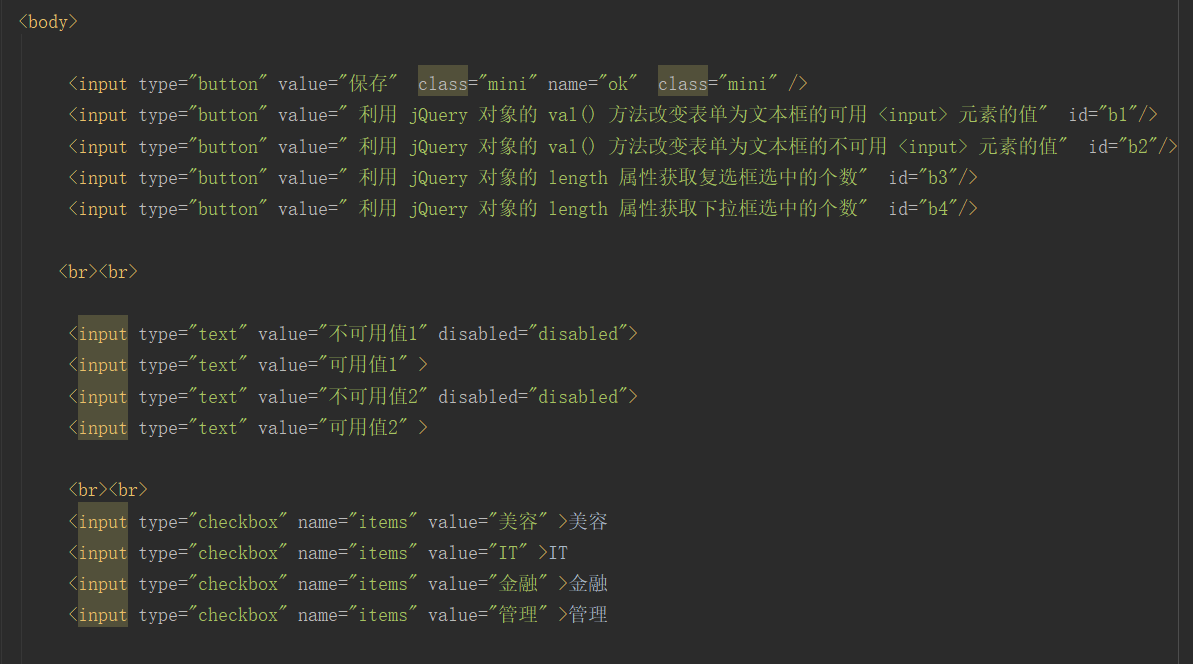 <body>
<input type="button" value="保存"  class="mini" name="ok"  class="mini" />
<input type="button" value=" 利用 jQuery 对象的 val() 方法改变表单为文本框的可用 <input> 元素的值"  id="b1"/>
<input type="button" value=" 利用 jQuery 对象的 val() 方法改变表单为文本框的不可用 <input> 元素的值"  id="b2"/>
<input type="button" value=" 利用 jQuery 对象的 length 属性获取复选框选中的个数"  id="b3"/>
<input type="button" value=" 利用 jQuery 对象的 length 属性获取下拉框选中的个数"  id="b4"/>
<br><br>
<input type="text" value="不可用值1" disabled="disabled">
<input type="text" value="可用值1" >
<input type="text" value="不可用值2" disabled="disabled">
<input type="text" value="可用值2" >
<br><br>
<input type="checkbox" name="items" value="美容" >美容
<input type="checkbox" name="items" value="IT" >IT
<input type="checkbox" name="items" value="金融" >金融
<input type="checkbox" name="items" value="管理" >管理